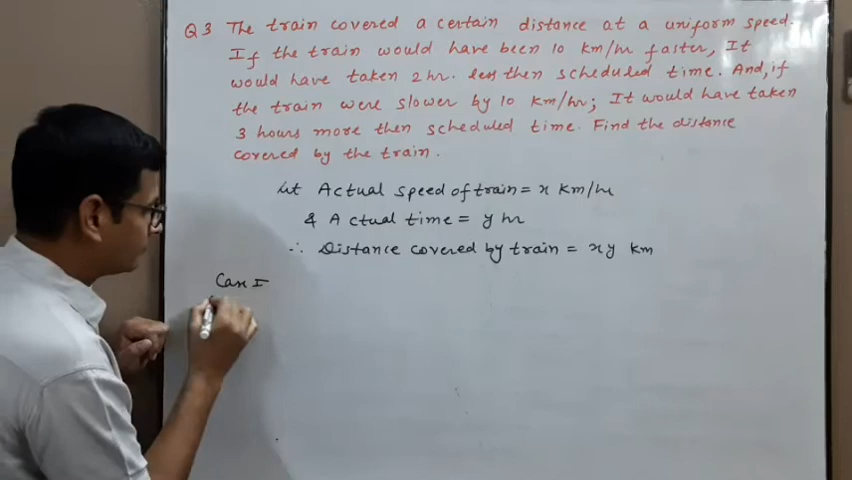 Q 3 The train covered a certain distance at a uniform speed.
If the train would have been 10 km/hr faster, It
would have taken 2 hr. less then scheduled time. And, if
the train were slower by 10 km/hr; It would have taken
3 hours more then scheduled time. Find the distance
covered by the train.
Let Actual speed of train = x km/hr
& Actual time = y hr
∴ Distance covered by train = xy km
Case I